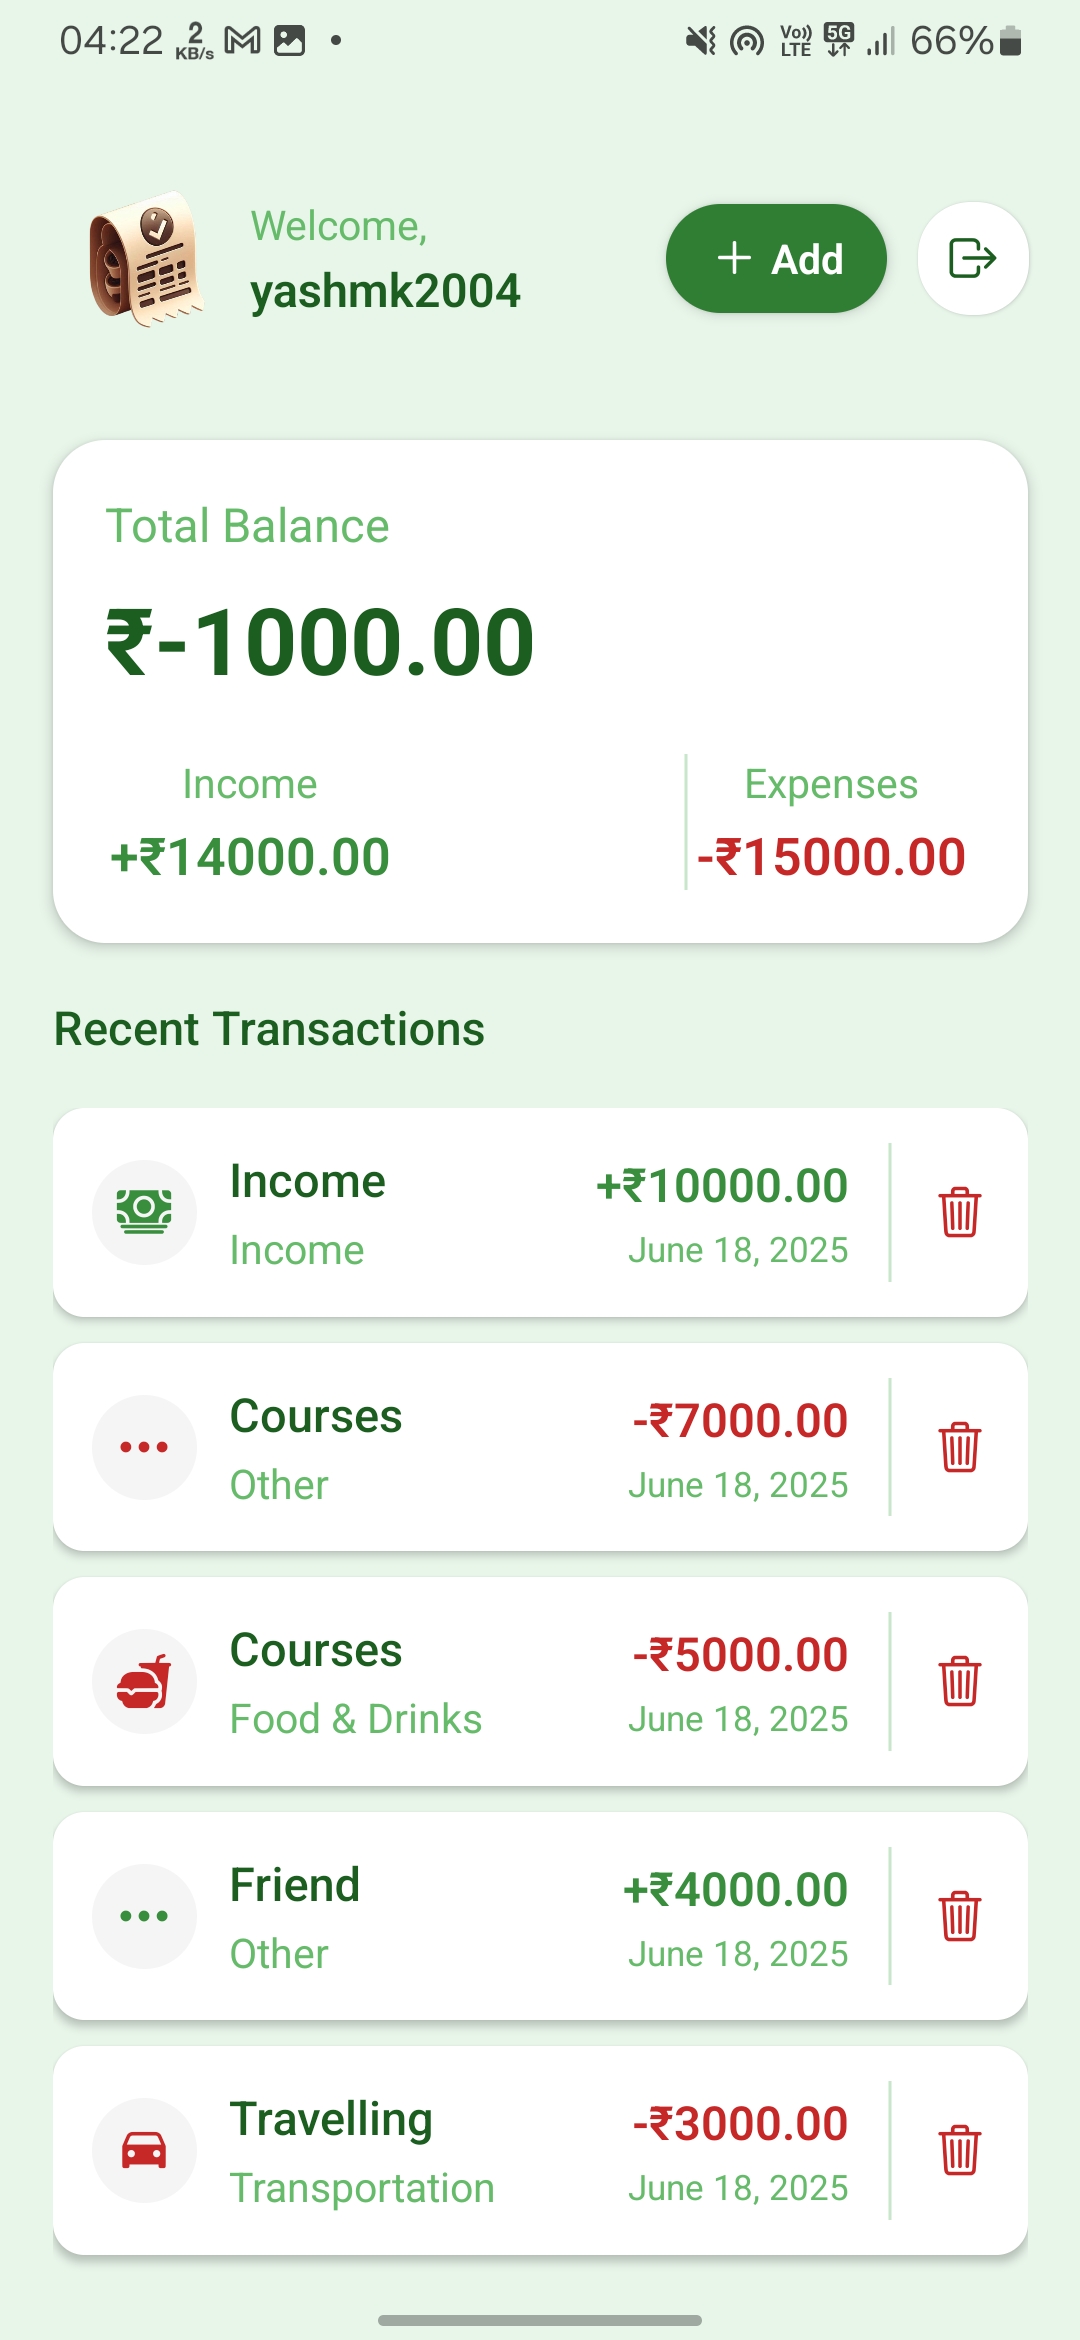 04:22 2 KB/s Vo)) LTE 5G 66%
Welcome,
yashmk2004
+ Add
Total Balance
₹-1000.00
Income Expenses
+₹14000.00 -₹15000.00
Recent Transactions
Income +₹10000.00
Income June 18, 2025
Courses -₹7000.00
Other June 18, 2025
Courses -₹5000.00
Food & Drinks June 18, 2025
Friend +₹4000.00
Other June 18, 2025
Travelling -₹3000.00
Transportation June 18, 2025